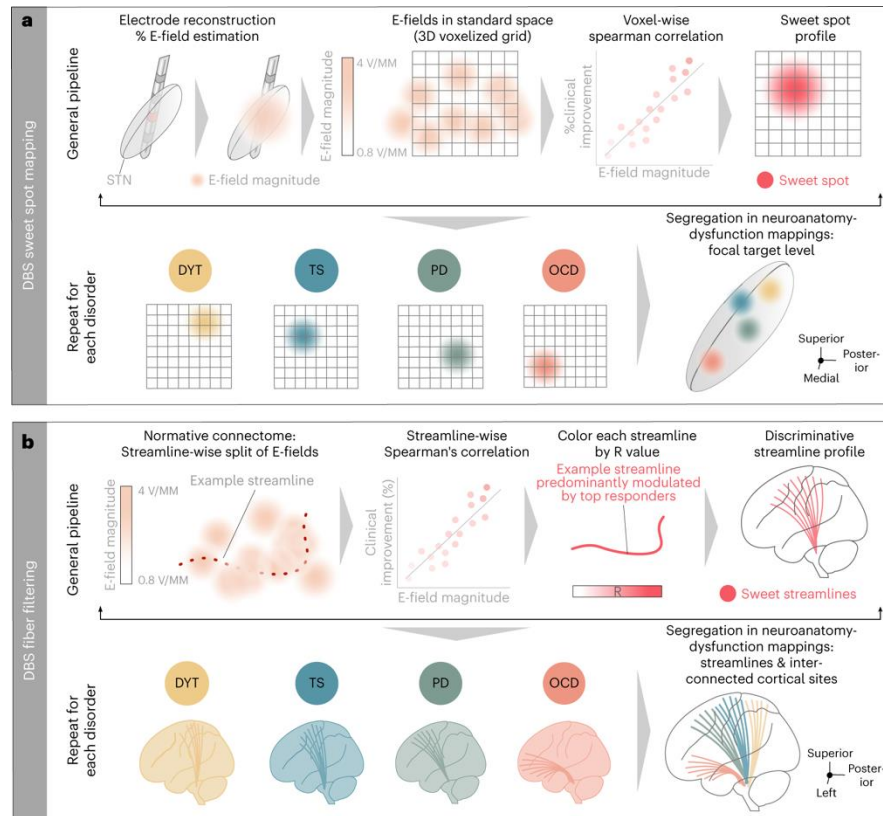 a
DBS sweet spot mapping
General pipeline
Electrode reconstruction
% E-field estimation
STN
E-field magnitude
E-fields in standard space
(3D voxelized grid)
E-field magnitude
4 V/MM
0.8 V/MM
Voxel-wise
spearman correlation
%clinical
improvement
E-field magnitude
Sweet spot
profile
Sweet spot
Repeat for
each disorder
DYT
TS
PD
OCD
Segregation in neuroanatomy-
dysfunction mappings:
focal target level
Superior
Poster-
ior
Medial
b
DBS fiber filtering
General pipeline
Normative connectome:
Streamline-wise split of E-fields
E-field magnitude
4 V/MM
0.8 V/MM
Example streamline
Streamline-wise
Spearman's correlation
Clinical
improvement (%)
E-field magnitude
Color each streamline
by R value
Example streamline
predominantly modulated
by top responders
R
Discriminative
streamline profile
Sweet streamlines
Repeat for
each disorder
DYT
TS
PD
OCD
Segregation in neuroanatomy-
dysfunction mappings:
streamlines & inter-
connected cortical sites
Superior
Poster-
ior
Left